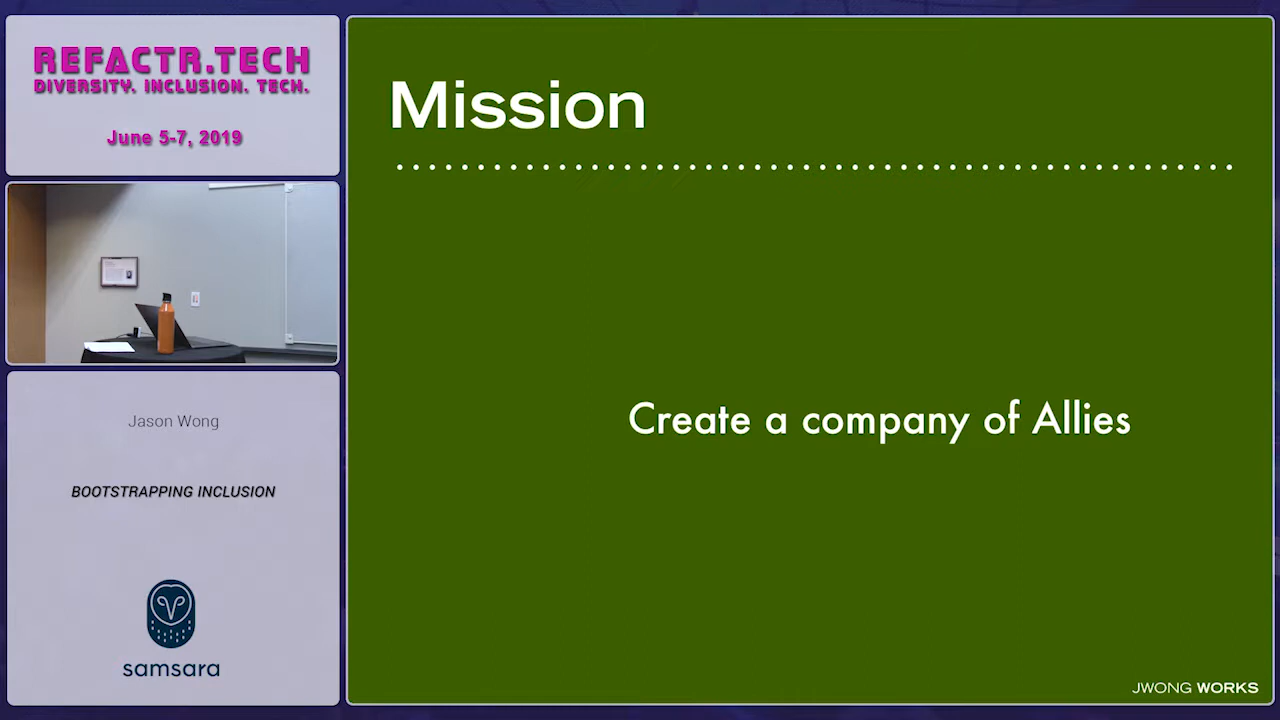 REFACTR.TECH
DIVERSITY. INCLUSION. TECH.
June 5-7, 2019
Jason Wong
BOOTSTRAPPING INCLUSION
samsara
Mission
Create a company of Allies
JWONG WORKS